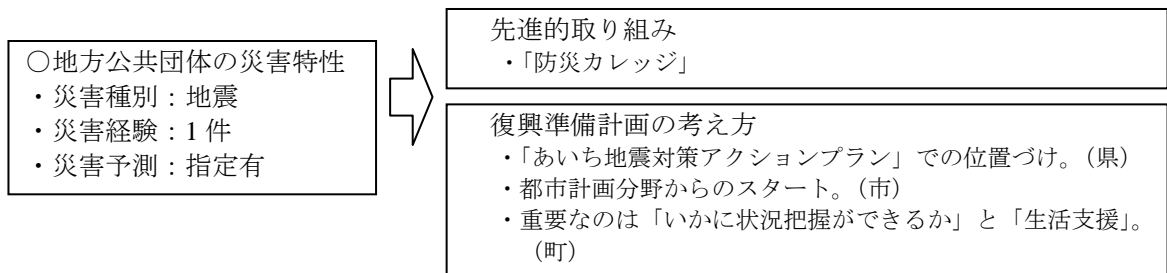 ○地方公共団体の災害特性
・災害種別:地震
・災害経験:1 件
・災害予測:指定有
先進的取り組み
・「防災カレッジ」
復興準備計画の考え方
・「あいち地震対策アクションプラン」での位置づけ。(県)
・都市計画分野からのスタート。(市)
・重要なのは「いかに状況把握ができるか」と「生活支援」。
(町)